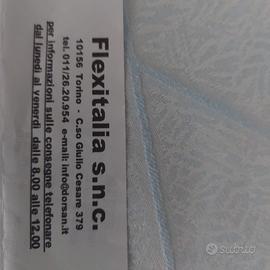 Flexitalia s.n.c.
10156 Torino - C.so Giulio Cesare 379
tel. 011/26.20.954 e-mail: info@dorsan.it
per informazioni sulle consegne telefonare
dal lunedì al venerdì dalle 8,00 alle 12,00
subito